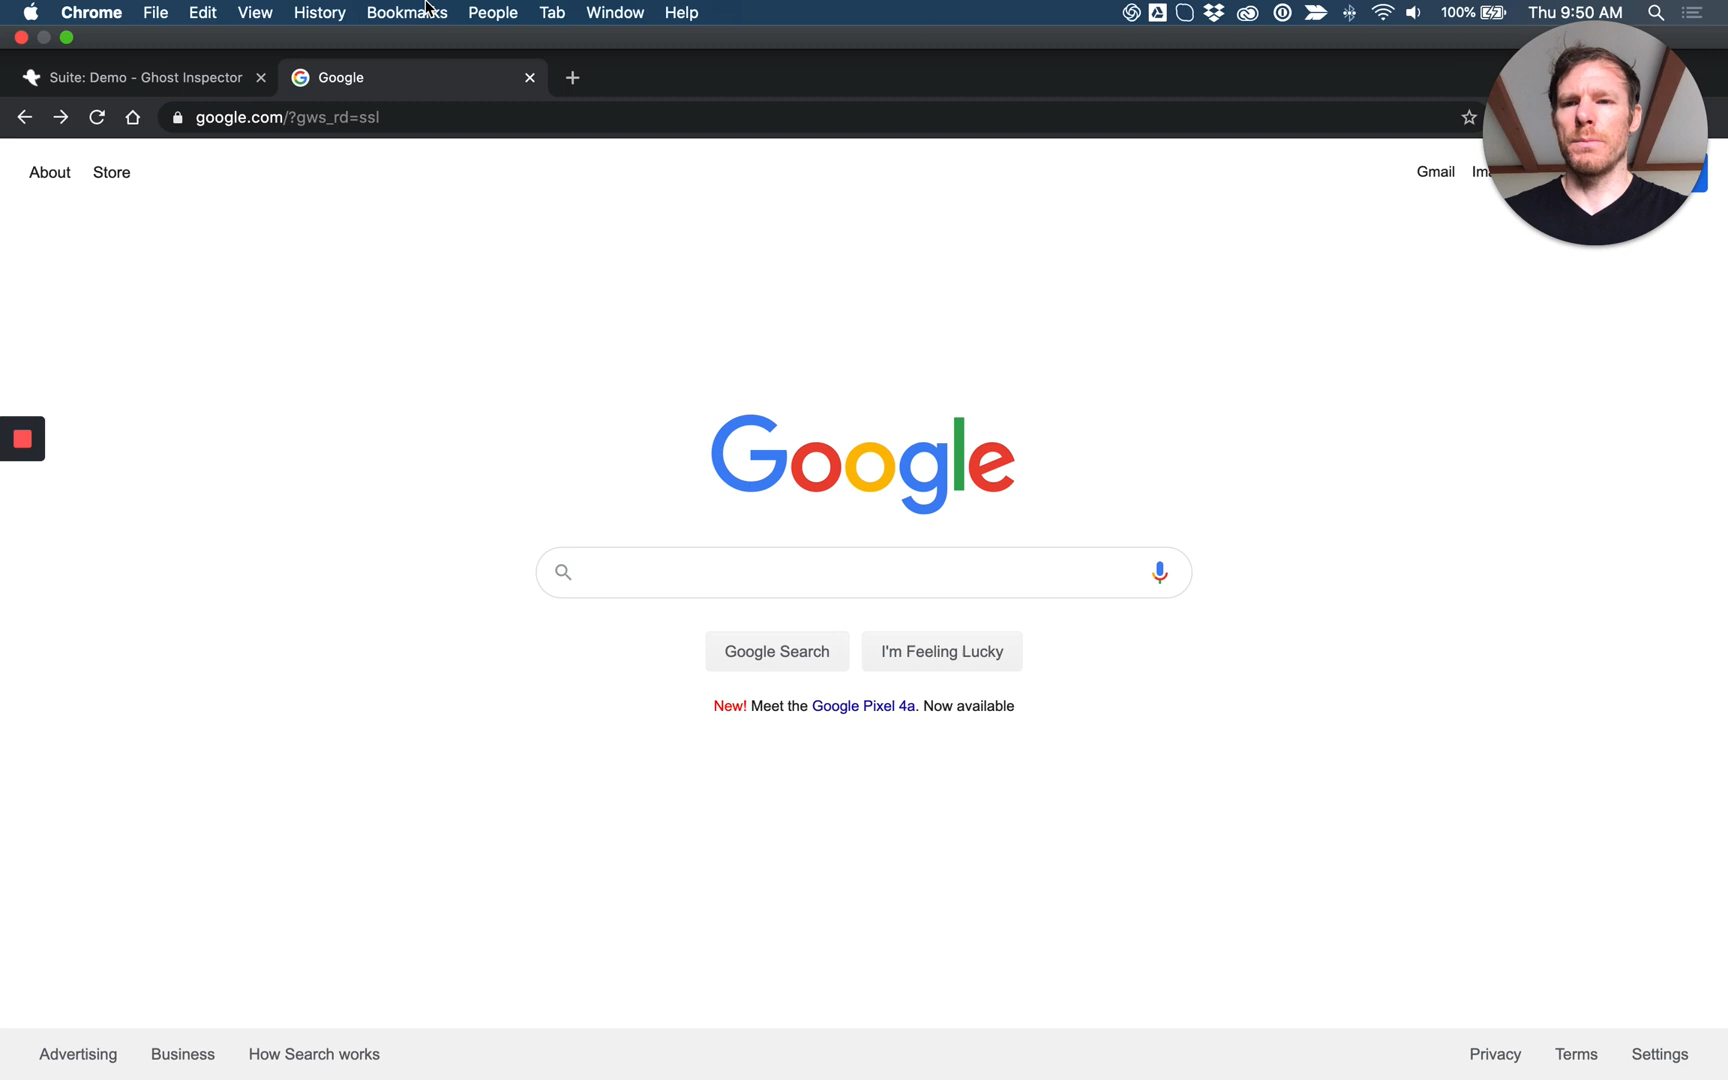 Chrome File Edit View History Bookmarks People Tab Window Help 100% Thu 9:50 AM
Suite: Demo - Ghost Inspector Google
google.com/?gws_rd=ssl
About Store Gmail
Google
Google Search I'm Feeling Lucky
New! Meet the Google Pixel 4a. Now available
Advertising Business How Search works Privacy Terms Settings